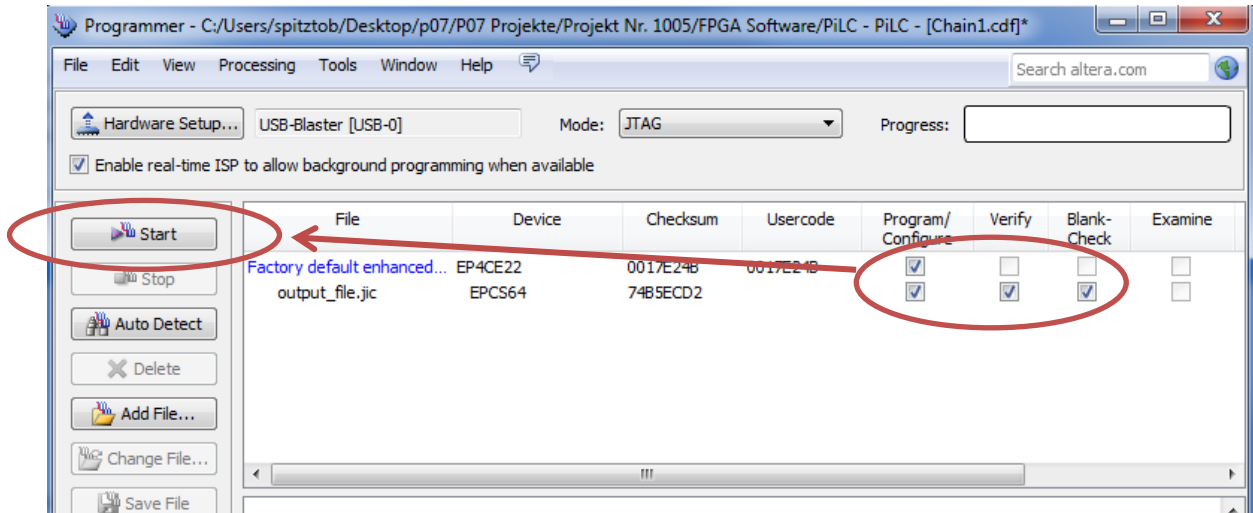 Programmer - C:/Users/spitztob/Desktop/p07/P07 Projekte/Projekt Nr. 1005/FPGA Software/PiLC - PiLC - [Chain1.cdf]*
File Edit View Processing Tools Window Help Search altera.com
Hardware Setup... USB-Blaster [USB-0] Mode: JTAG Progress:
Enable real-time ISP to allow background programming when available
Start
Stop
Auto Detect
Delete
Add File...
Change File...
Save File
File Device Checksum Usercode Program/ Configure Verify Blank- Check Examine
Factory default enhanced... EP4CE22 0017E24B 0017E24B
output_file.jic EPCS64 74B5ECD2